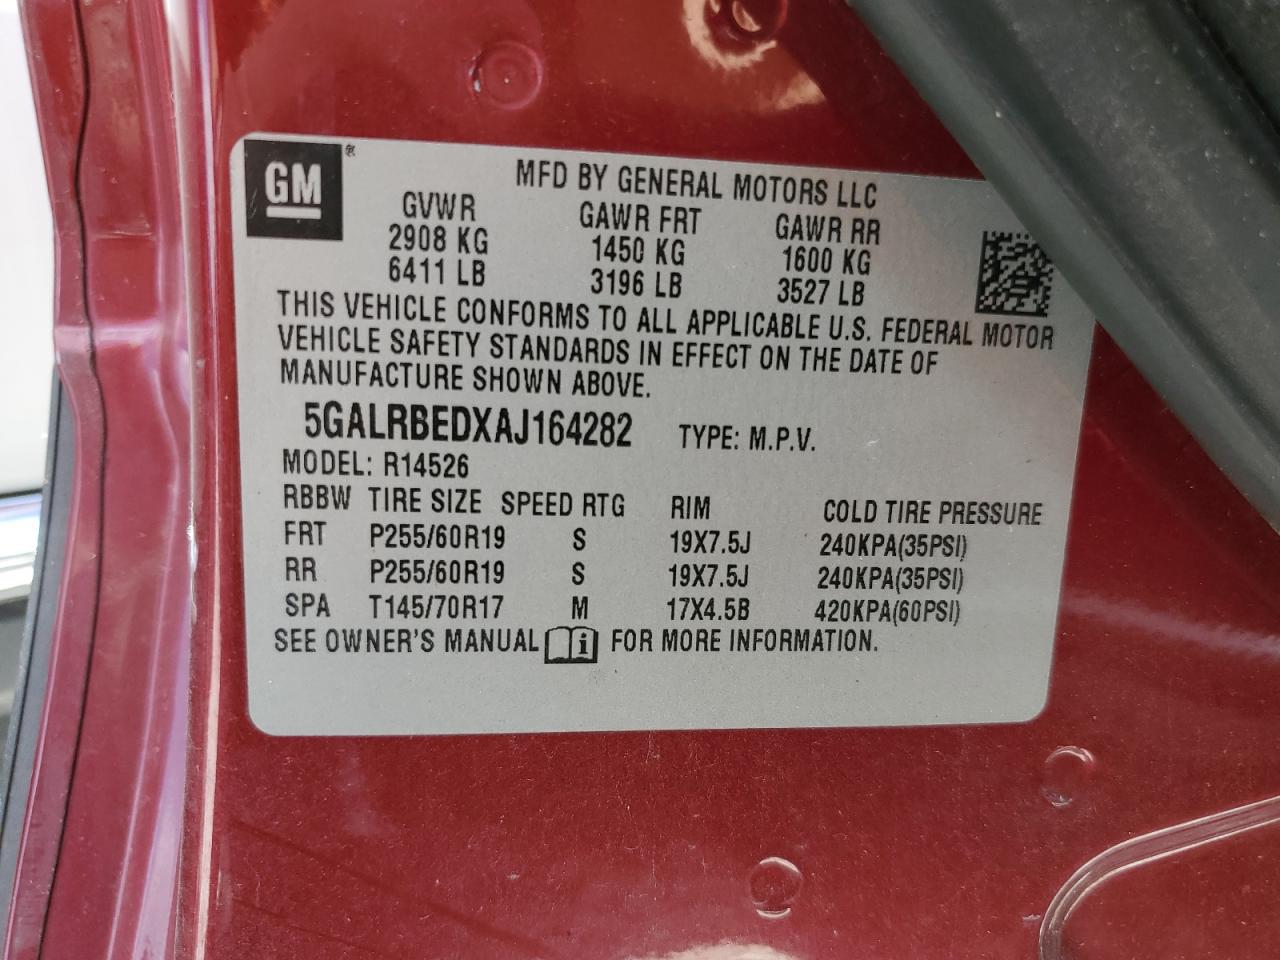 GM®
MFD BY GENERAL MOTORS LLC
GVWR GAWR FRT GAWR RR
2908 KG 1450 KG 1600 KG
6411 LB 3196 LB 3527 LB
THIS VEHICLE CONFORMS TO ALL APPLICABLE U.S. FEDERAL MOTOR
VEHICLE SAFETY STANDARDS IN EFFECT ON THE DATE OF
MANUFACTURE SHOWN ABOVE.
5GALRBEDXAJ164282 TYPE: M.P.V.
MODEL: R14526
RBBW TIRE SIZE SPEED RTG RIM COLD TIRE PRESSURE
FRT P255/60R19 S 19X7.5J 240KPA(35PSI)
RR P255/60R19 S 19X7.5J 240KPA(35PSI)
SPA T145/70R17 M 17X4.5B 420KPA(60PSI)
SEE OWNER'S MANUAL i FOR MORE INFORMATION.